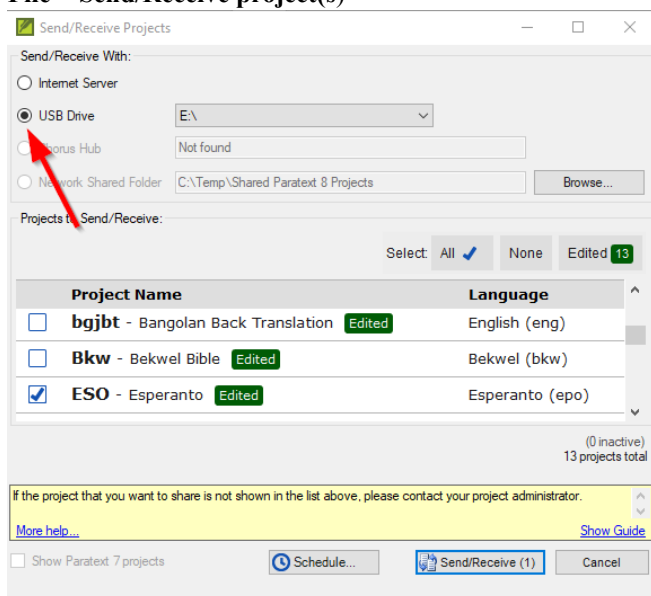 File > Send/Receive project(s)
Send/Receive Projects
Send/Receive With:
Internet Server
USB Drive E:\
Hub Not found
Network Shared Folder C:\Temp\Shared Paratext 8 Projects Browse...
Projects to Send/Receive:
Select: All None Edited 13
Project Name Language
bgjbt - Bangolan Back Translation Edited English (eng)
Bkw - Bekwel Bible Edited Bekwel (bkw)
ESO - Esperanto Edited Esperanto (epo)
(0 inactive)
13 projects total
If the project that you want to share is not shown in the list above, please contact your project administrator.
More help... Show Guide
Show Paratext 7 projects Schedule... Send/Receive (1) Cancel